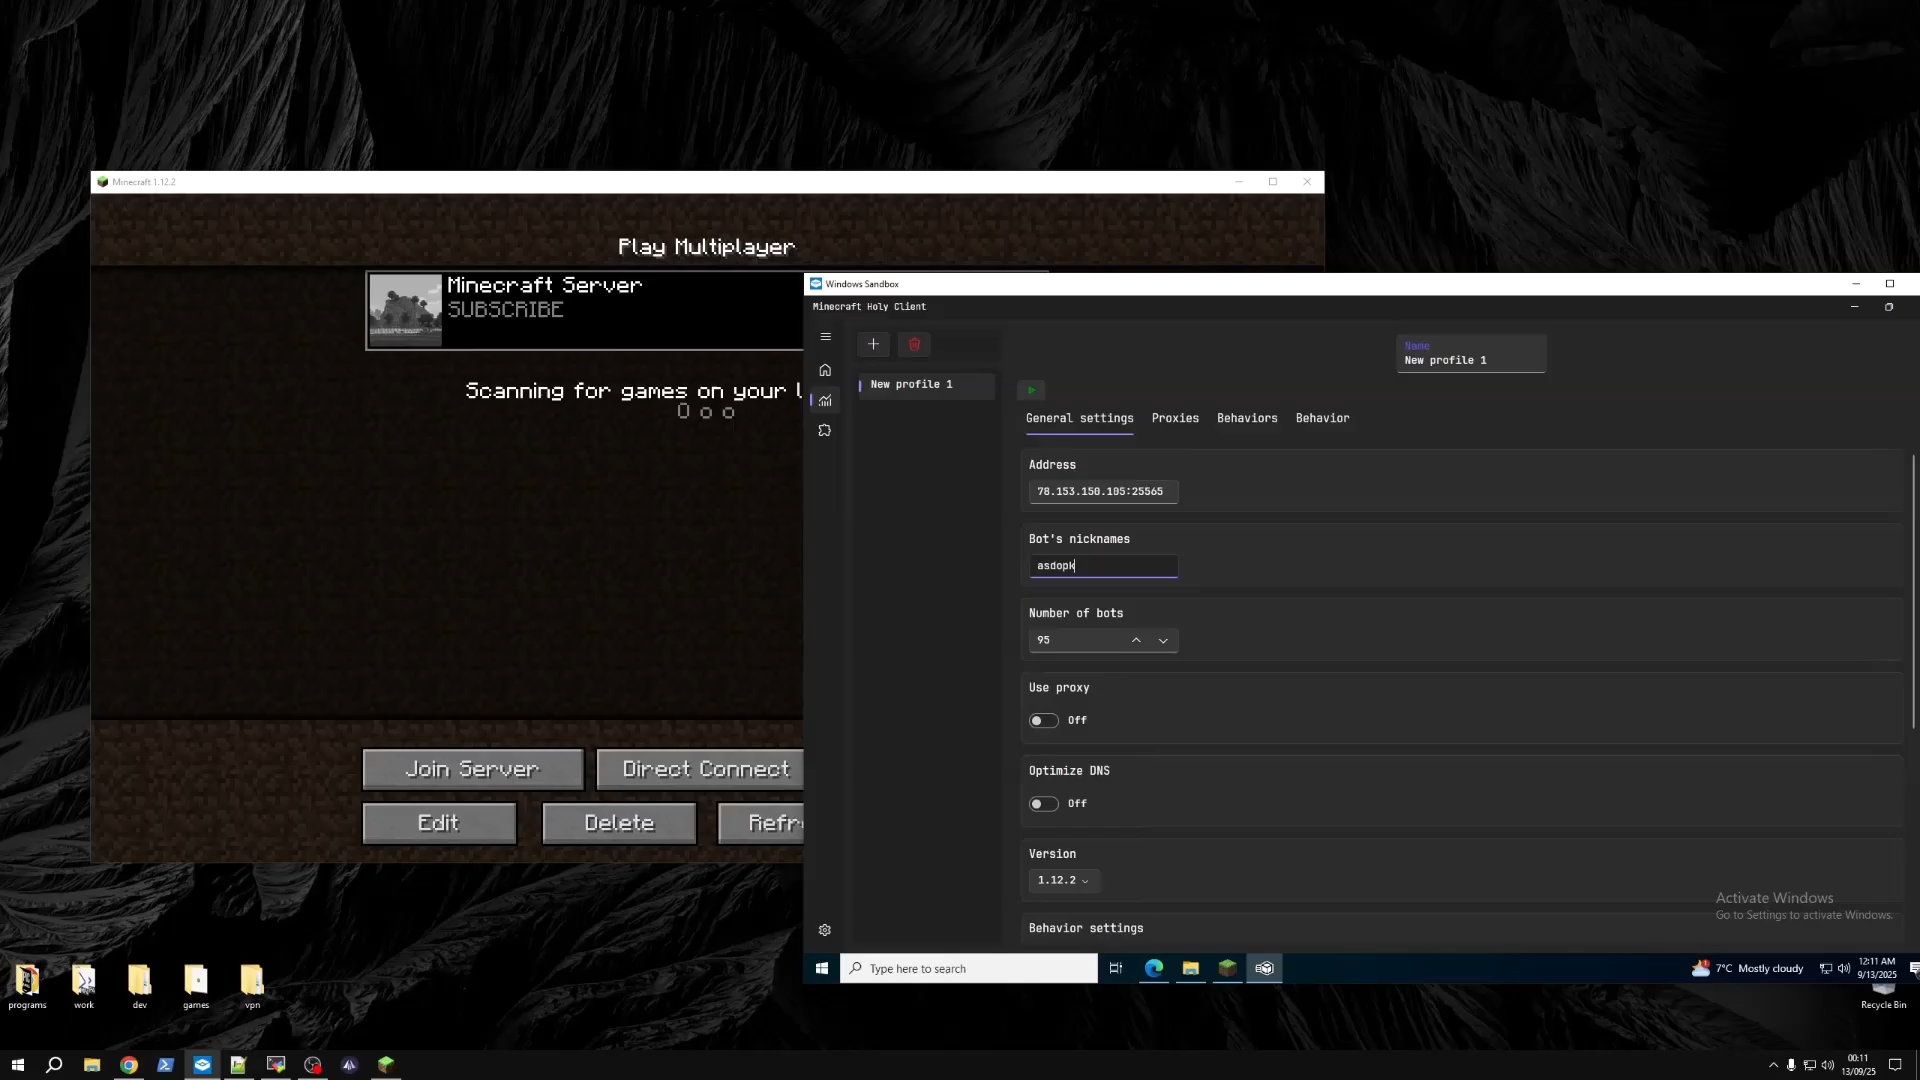 Minecraft 1.12.2
Play Multiplayer
Minecraft Server
SUBSCRIBE
Scanning for games on your l
Join Server
Direct Connect
Edit
Delete
Refr
Windows Sandbox
Minecraft Holy Client
New profile 1
Name
New profile 1
General settings
Proxies
Behaviors
Behavior
Address
78.153.150.105:25565
Bot's nicknames
asdopk
Number of bots
95
Use proxy
Off
Optimize DNS
Off
Version
1.12.2
Behavior settings
Activate Windows
Go to Settings to activate Windows.
Type here to search
7°C Mostly cloudy
12:11 AM
9/13/2025
programs
work
dev
games
vpn
Recycle Bin
00:11
13/09/25